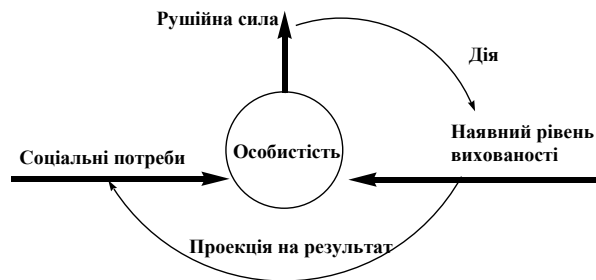 Рушійна сила
Дія
Соціальні потреби
Особистість
Наявний рівень
вихованості
Проекція на результат